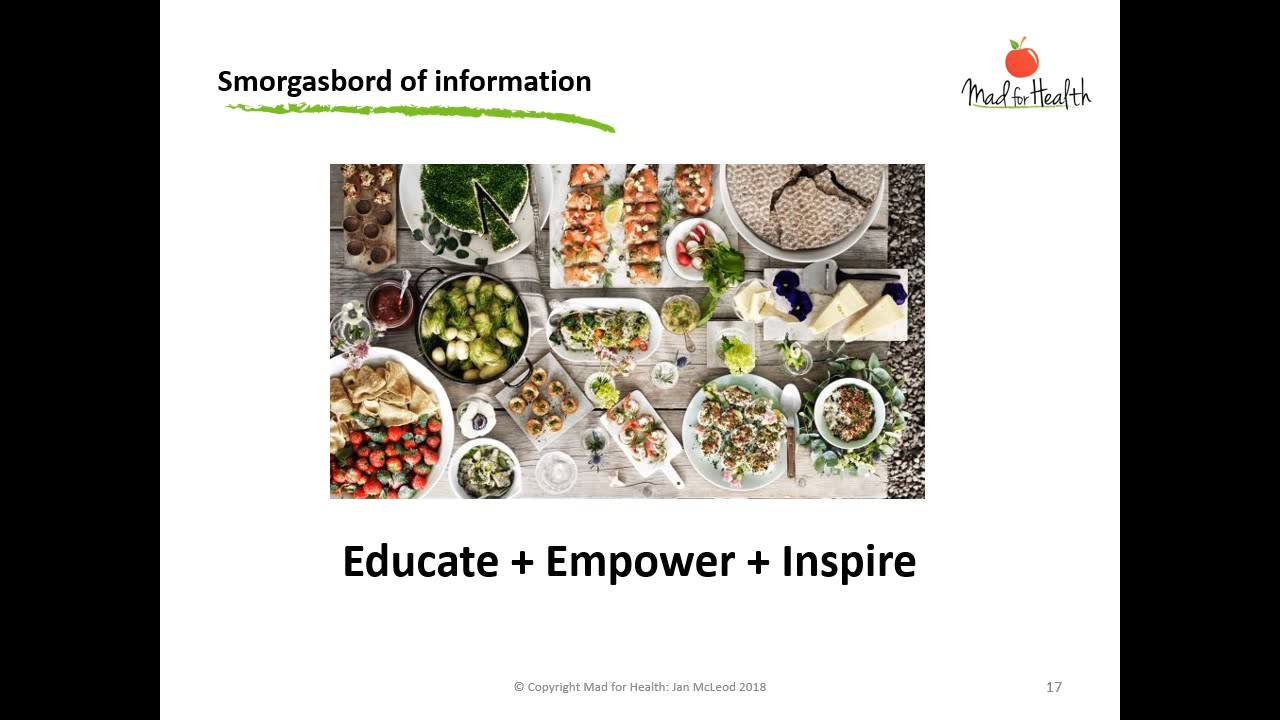 Smorgasbord of information
Mad for Health
Educate + Empower + Inspire
© Copyright Mad for Health: Jan McLeod 2018
17